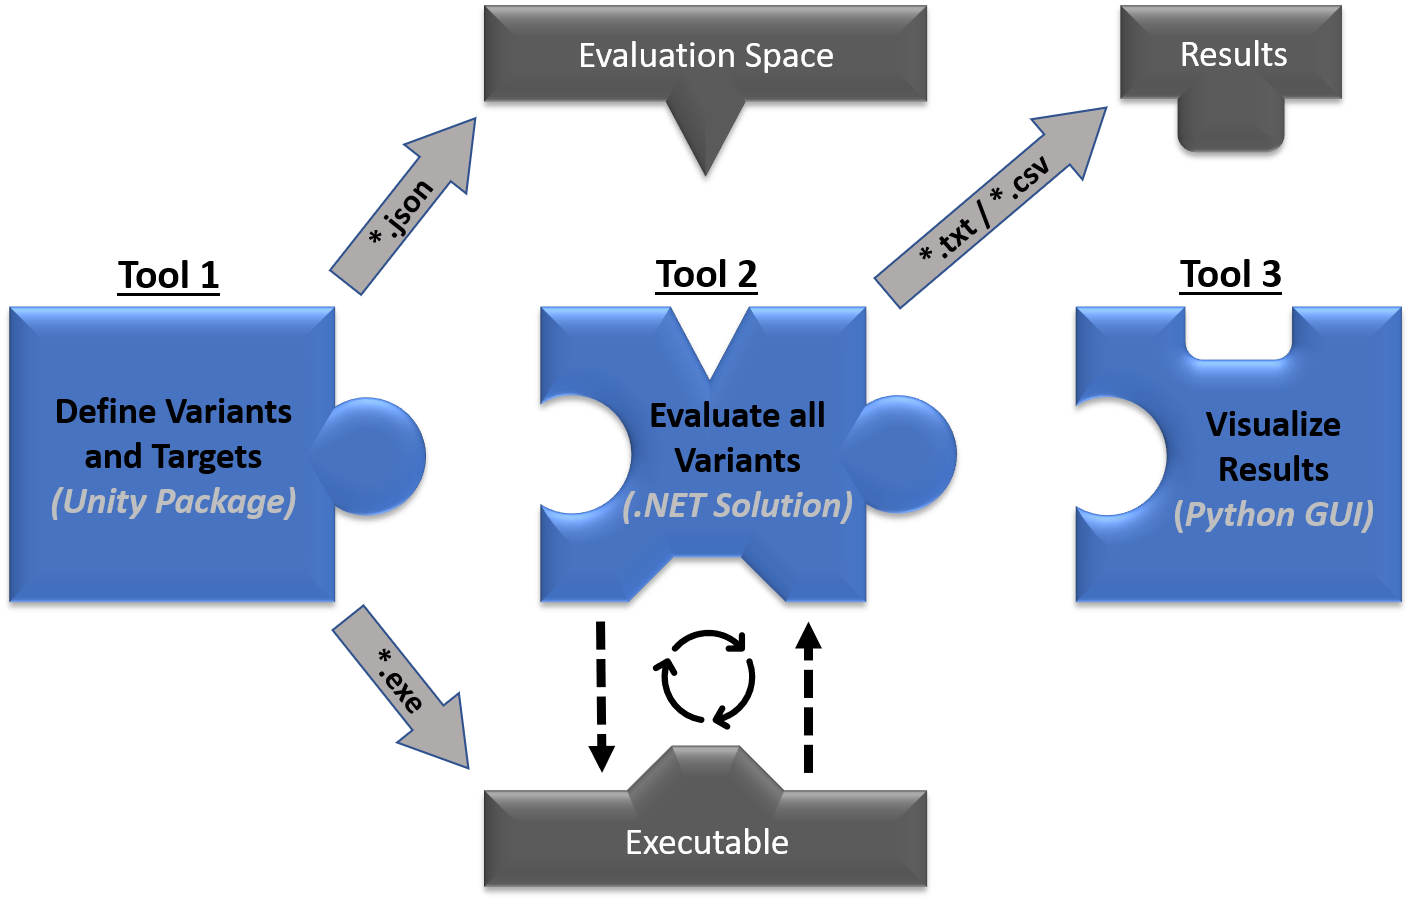 Evaluation Space
Results
* .json
* .txt / * .csv
Tool 1
Tool 2
Tool 3
Define Variants
and Targets
(Unity Package)
Evaluate all
Variants
(.NET Solution)
Visualize
Results
(Python GUI)
*.exe
Executable